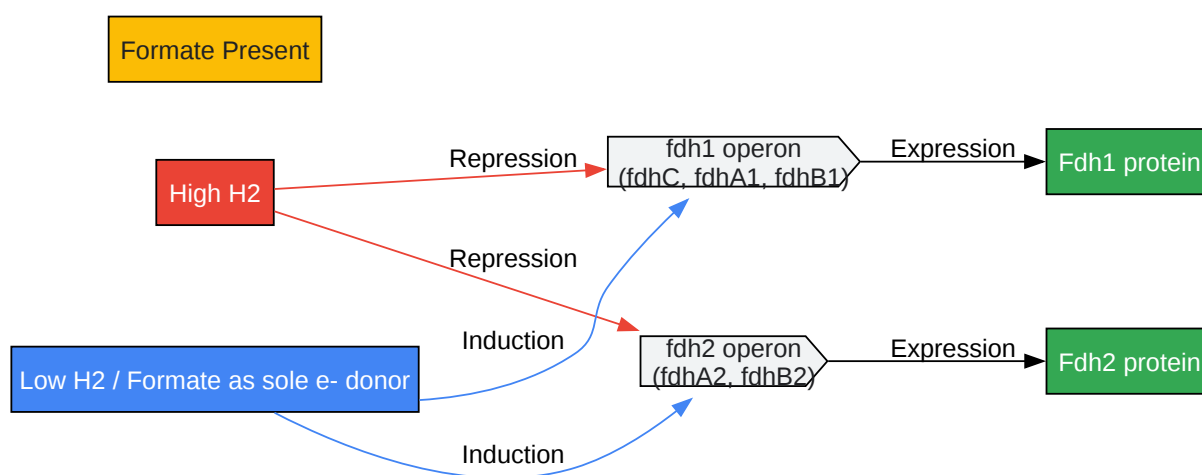 Formate Present
Repression
fdh1 operon
(fdhC, fdhA1, fdhB1)
Expression
Fdh1 protein
High H2
Repression
Induction
Low H2 / Formate as sole e- donor
fdh2 operon
(fdhA2, fdhB2)
Expression
Fdh2 protein
Induction